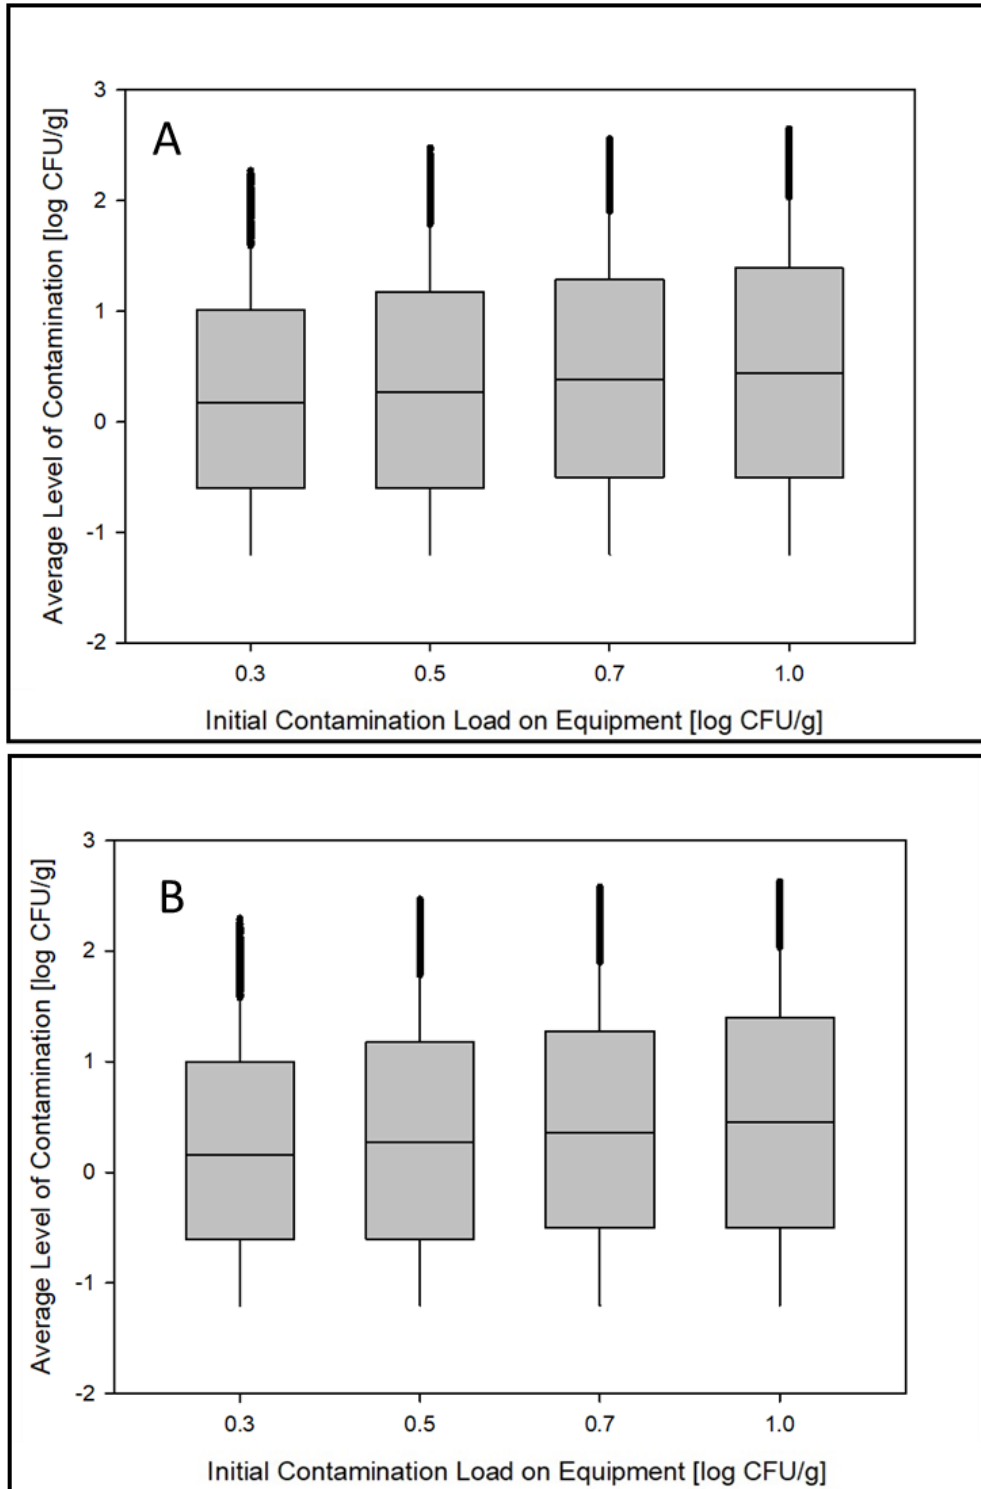 A
Average Level of Contamination [log CFU/g]
3
2
1
0
-1
-2
0.3 0.5 0.7 1.0
Initial Contamination Load on Equipment [log CFU/g]
B
Average Level of Contamination [log CFU/g]
3
2
1
0
-1
-2
0.3 0.5 0.7 1.0
Initial Contamination Load on Equipment [log CFU/g]